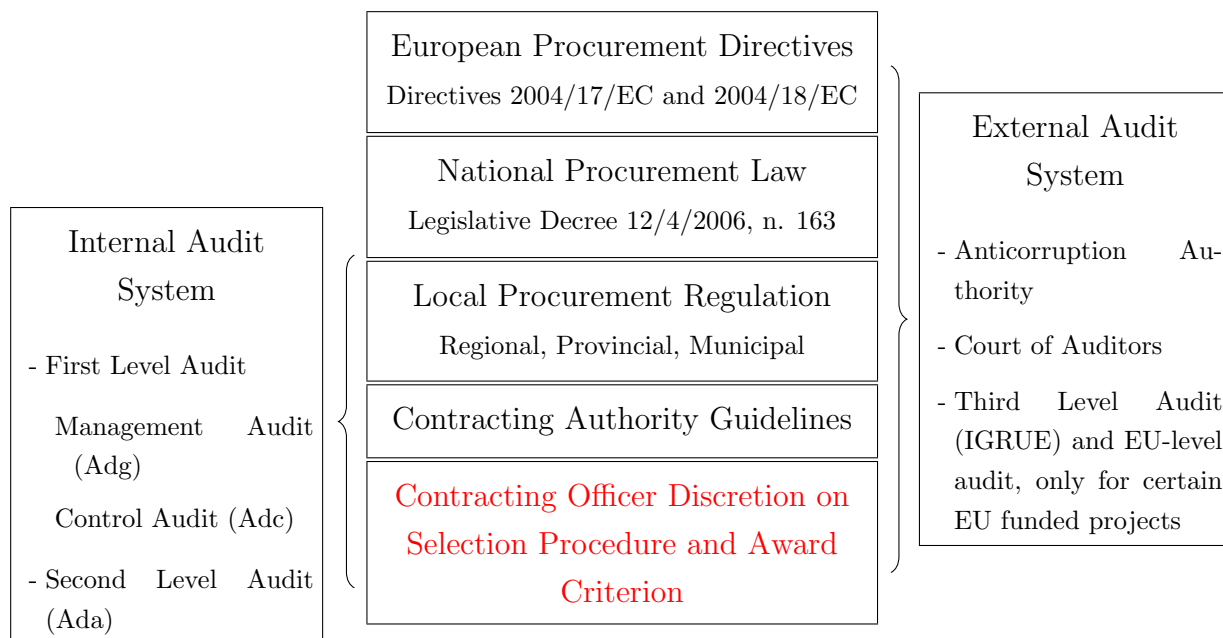 European Procurement Directives
Directives 2004/17/EC and 2004/18/EC
National Procurement Law
Legislative Decree 12/4/2006, n. 163
Local Procurement Regulation
Regional, Provincial, Municipal
Contracting Authority Guidelines
Contracting Officer Discretion on
Selection Procedure and Award
Criterion
Internal Audit
System
- First Level Audit
Management Audit
(Adg)
Control Audit (Adc)
- Second Level Audit
(Ada)
External Audit
System
- Anticorruption Au-
thority
- Court of Auditors
- Third Level Audit
(IGRUE) and EU-level
audit, only for certain
EU funded projects